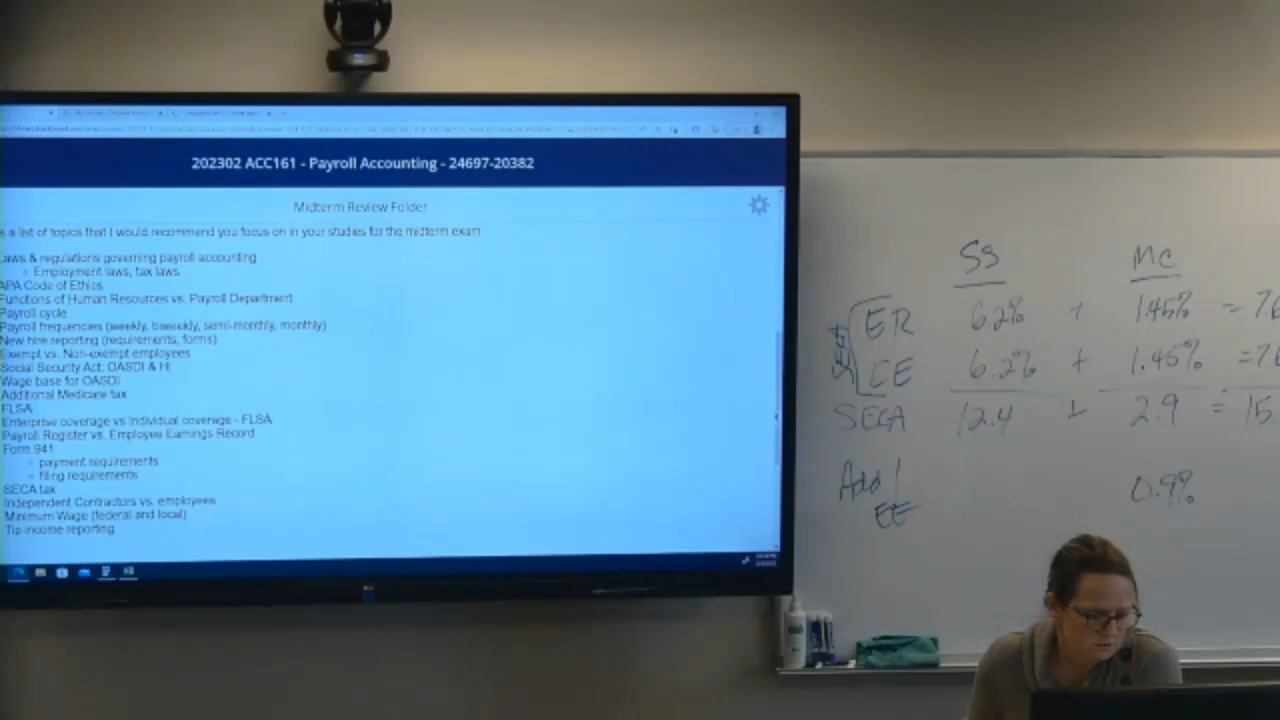 202302 ACC161 - Payroll Accounting - 24697-20382
Midterm Review Folder
a list of topics that I would recommend you focus on in your studies for the midterm exam:
aws & regulations governing payroll accounting
Employment laws, tax laws
APA Code of Ethics
Functions of Human Resources vs. Payroll Department
Payroll cycle
Payroll frequencies (weekly, biweekly, semi-monthly, monthly)
New hire reporting (requirements, forms)
Exempt vs. Non-exempt employees
Social Security Act: OASDI & HI
Wage base for OASDI
Additional Medicare tax
FLSA
Enterprise coverage vs Individual coverage - FLSA
Payroll Register vs. Employee Earnings Record
Form 941
payment requirements
filing requirements
SECA tax
Independent Contractors vs. employees
Minimum Wage (federal and local)
Tip income reporting
SS MC
ER 6.2% + 1.45% = 7.6
EE 6.2% + 1.45% = 7.6
SECA 12.4 + 2.9 = 15.
Add'l 0.9%
EE